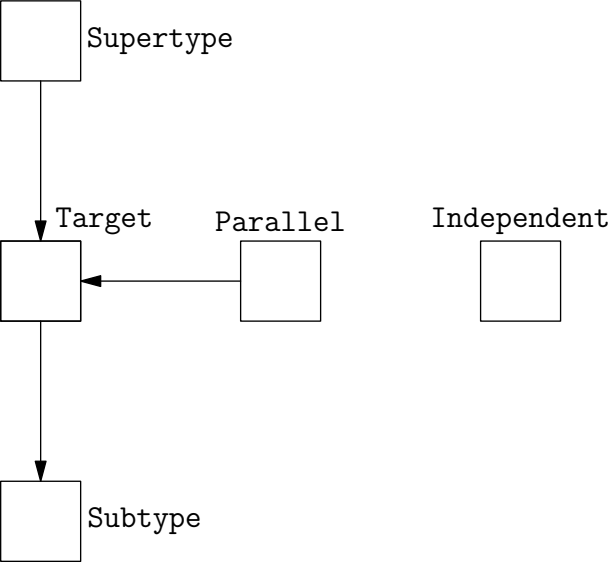 Supertype
Target
Parallel
Independent
Subtype